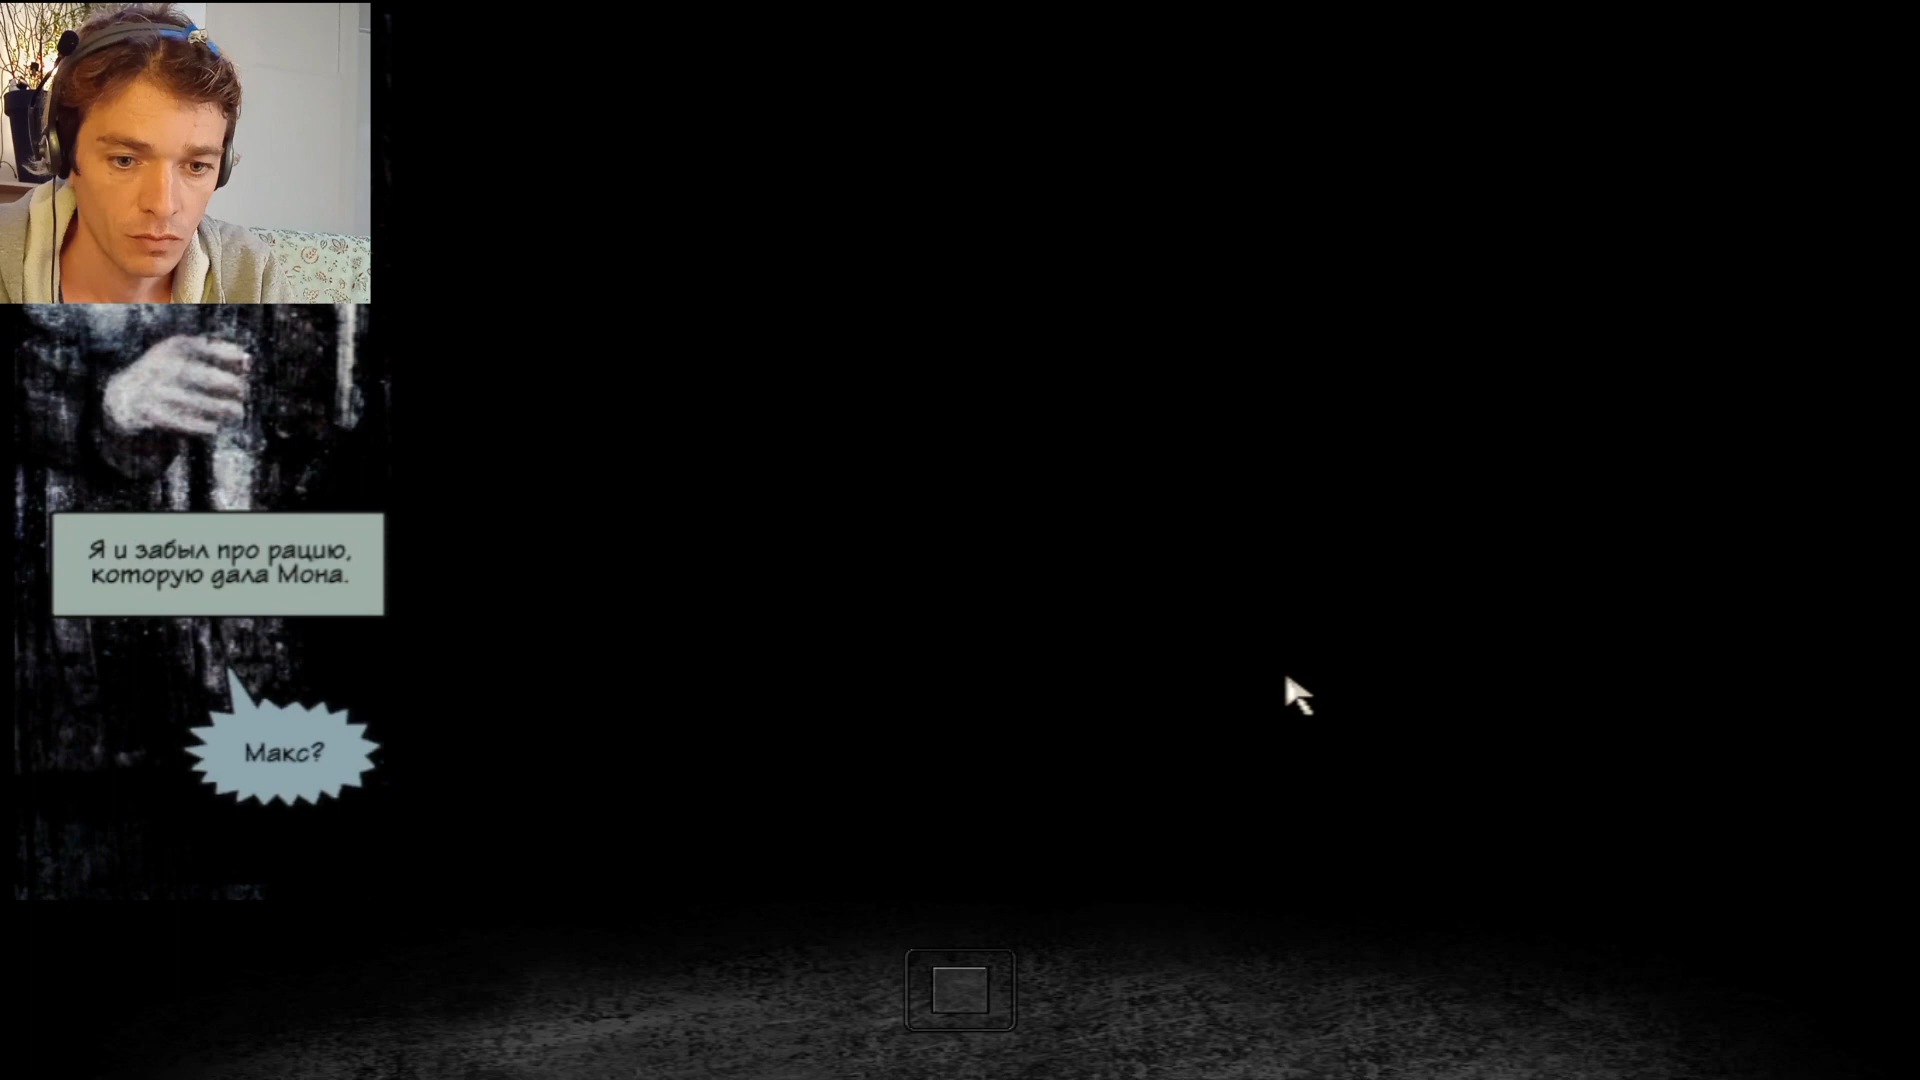 Я и забыл про рацию,
которую дала Мона.
Макс?